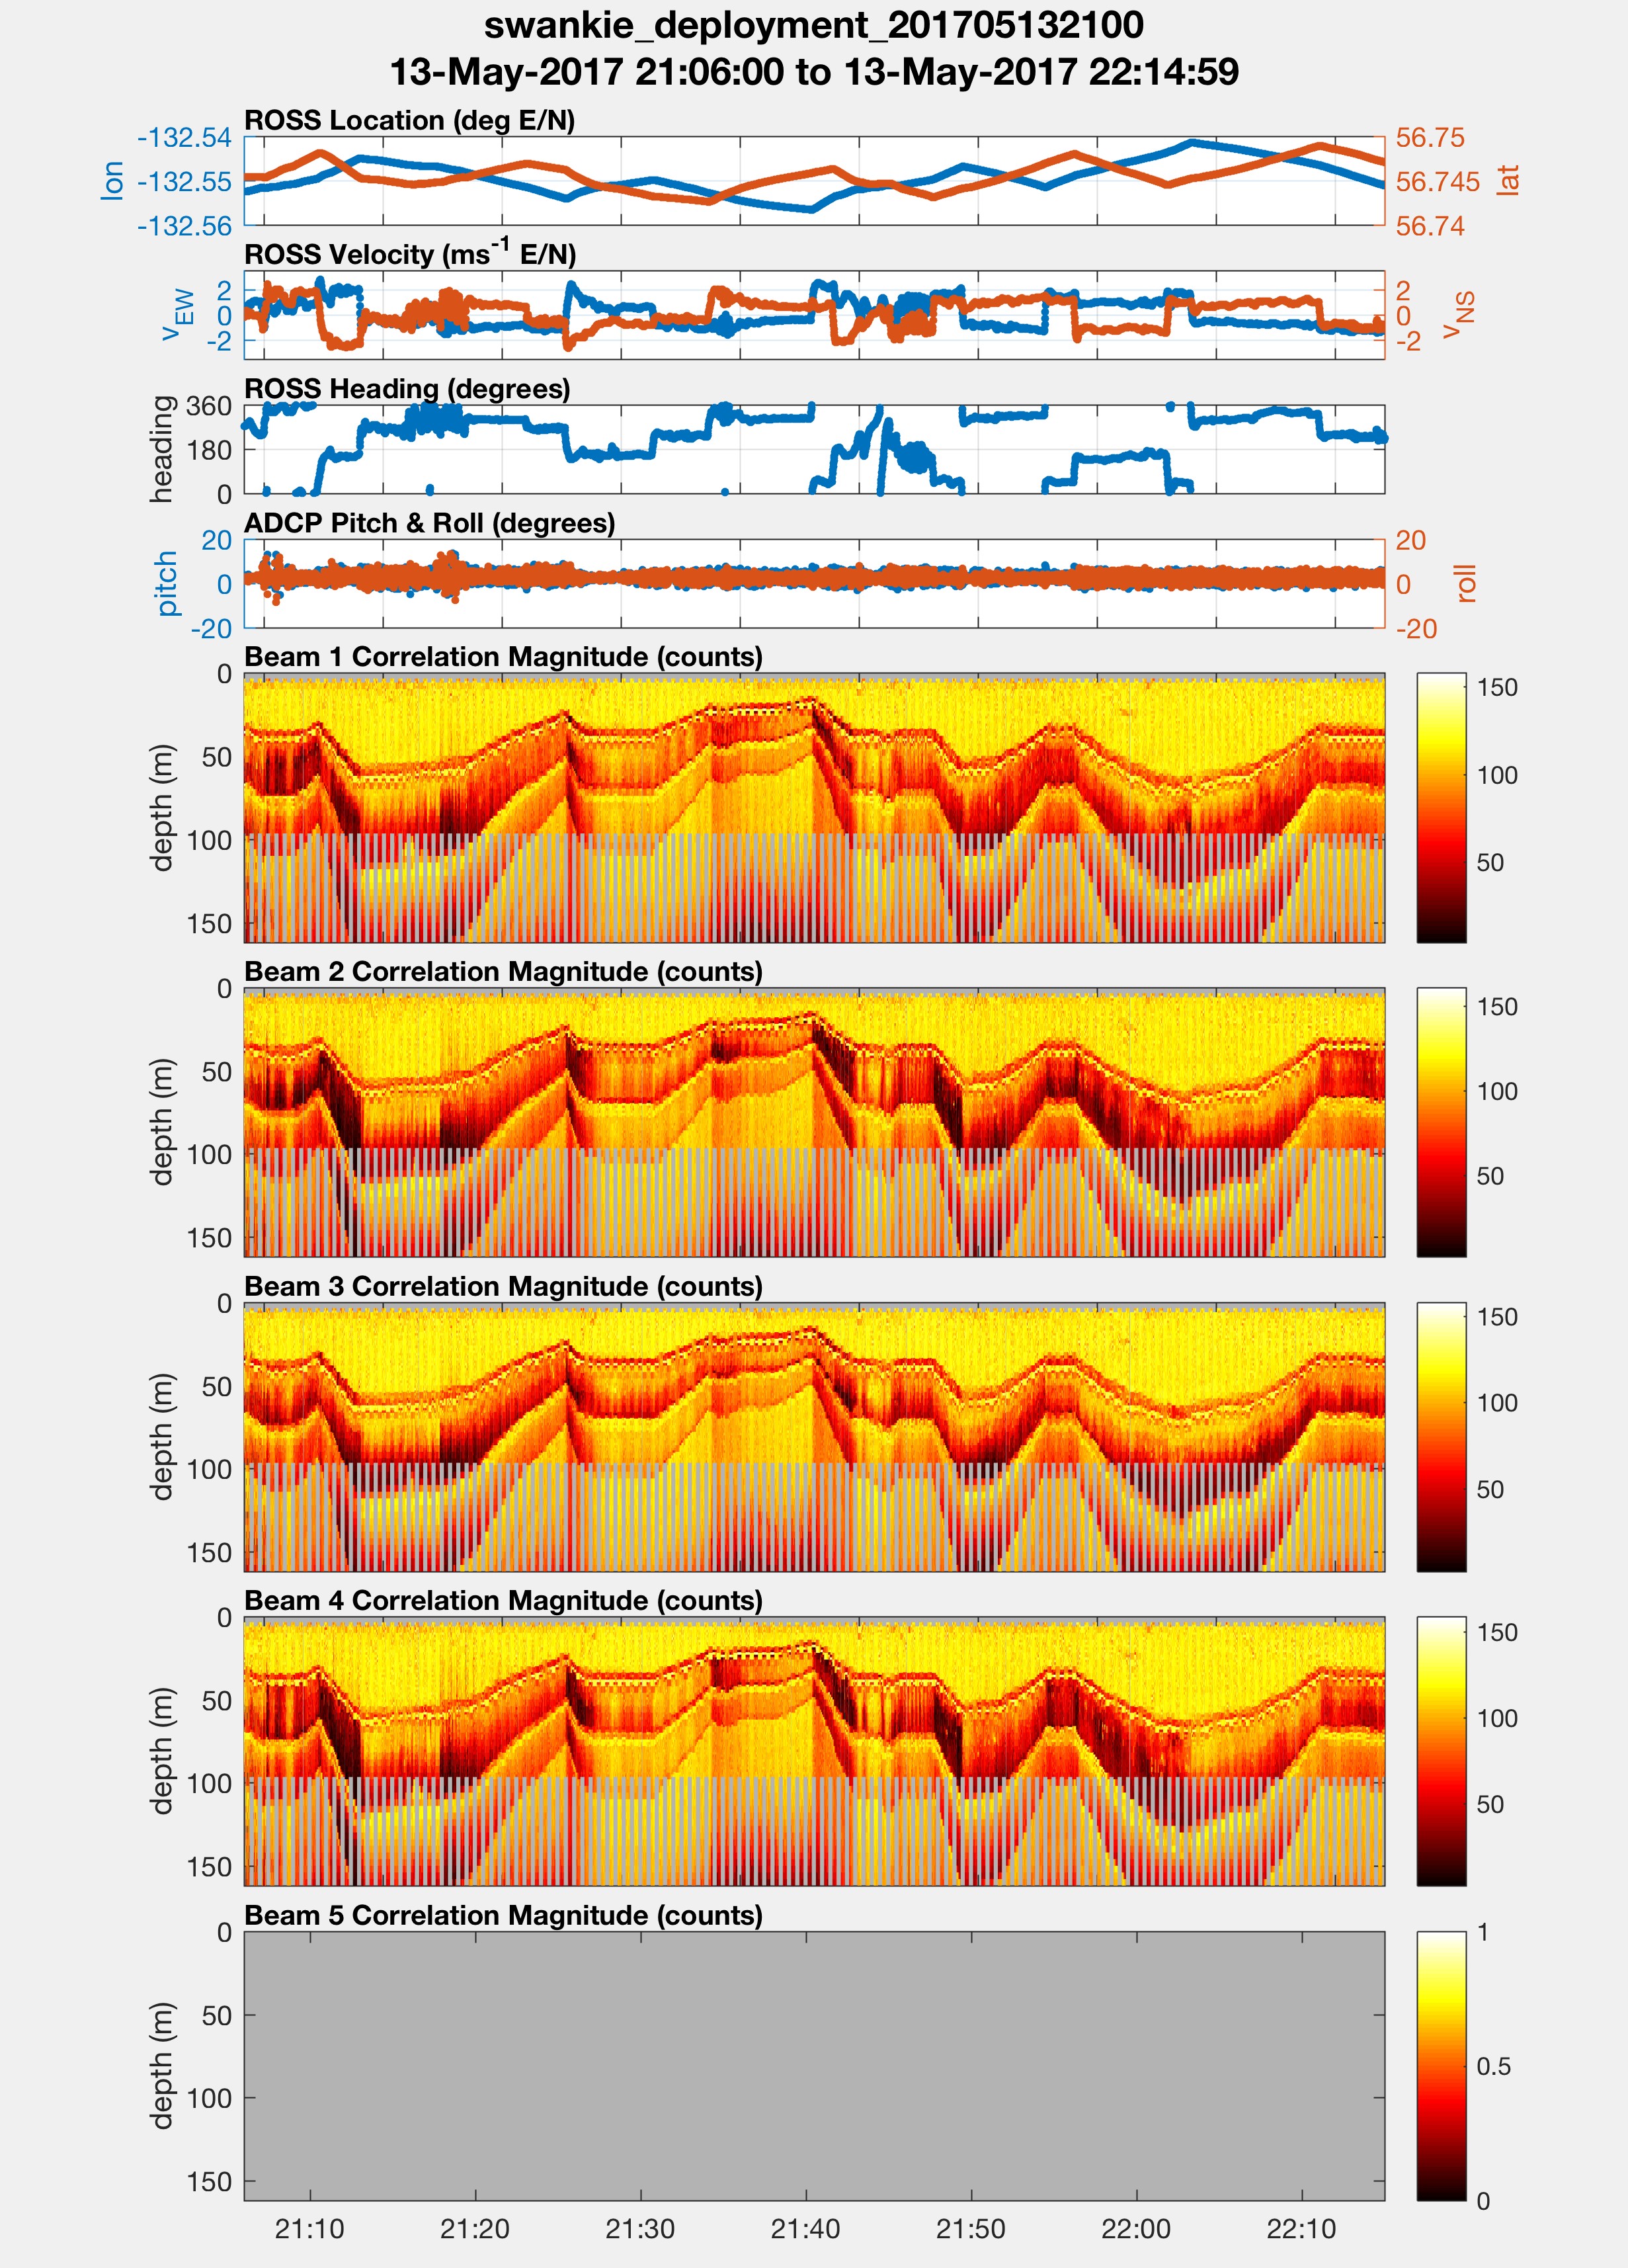 swankie_deployment_201705132100
13-May-2017 21:06:00 to 13-May-2017 22:14:59
ROSS Location (deg E/N)
-132.54
-132.55
-132.56
lon
56.75
56.745
56.74
lat
ROSS Velocity (ms-1 E/N)
2
0
-2
vEW
2
0
-2
vNS
ROSS Heading (degrees)
360
180
0
heading
ADCP Pitch & Roll (degrees)
20
0
-20
pitch
20
0
-20
roll
Beam 1 Correlation Magnitude (counts)
0
50
100
150
depth (m)
150
100
50
Beam 2 Correlation Magnitude (counts)
0
50
100
150
depth (m)
150
100
50
Beam 3 Correlation Magnitude (counts)
0
50
100
150
depth (m)
150
100
50
Beam 4 Correlation Magnitude (counts)
0
50
100
150
depth (m)
150
100
50
Beam 5 Correlation Magnitude (counts)
0
50
100
150
depth (m)
1
0.5
0
21:10 21:20 21:30 21:40 21:50 22:00 22:10